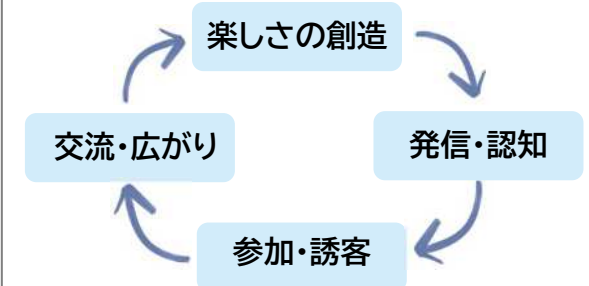 楽しさの創造
発信・認知
参加・誘客
交流・広がり